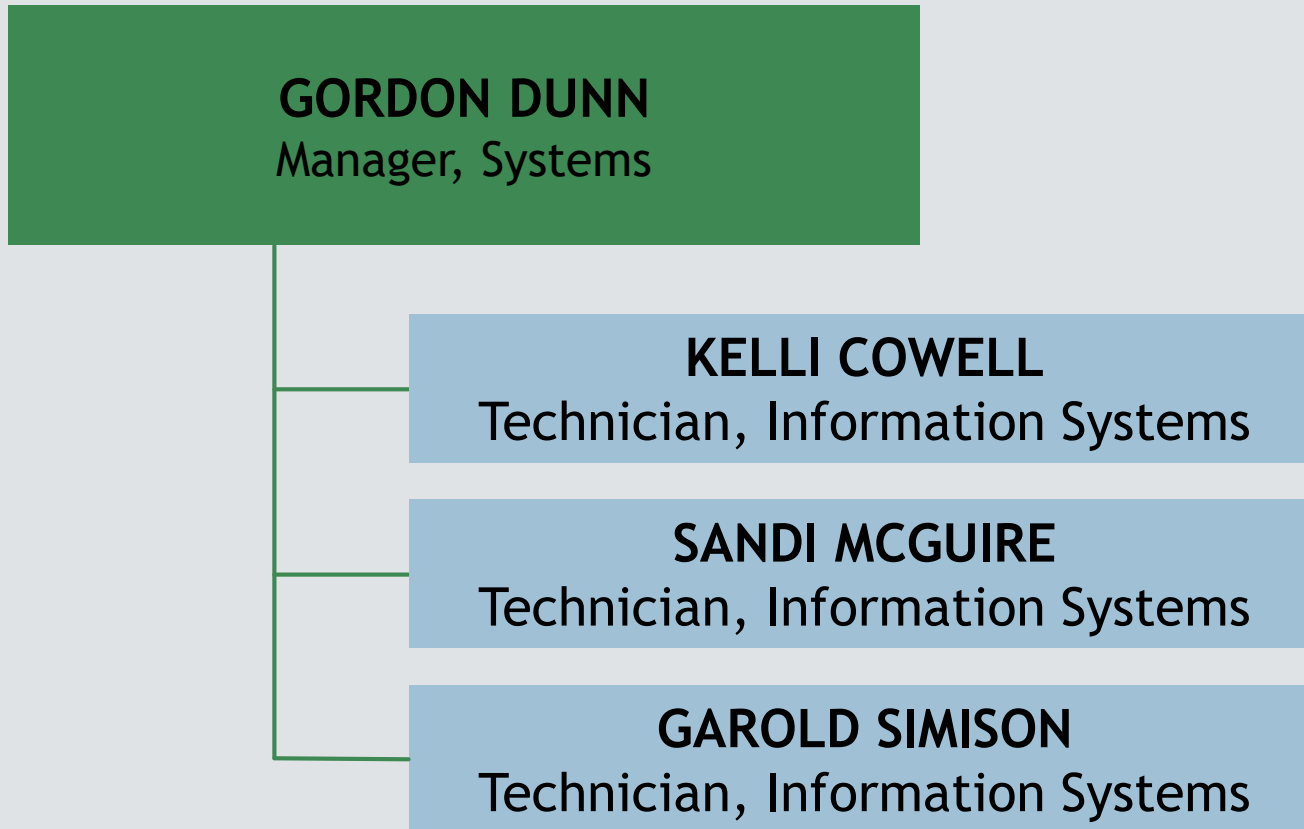 GORDON DUNN
Manager, Systems
KELLI COWELL
Technician, Information Systems
SANDI MCGUIRE
Technician, Information Systems
GAROLD SIMISON
Technician, Information Systems